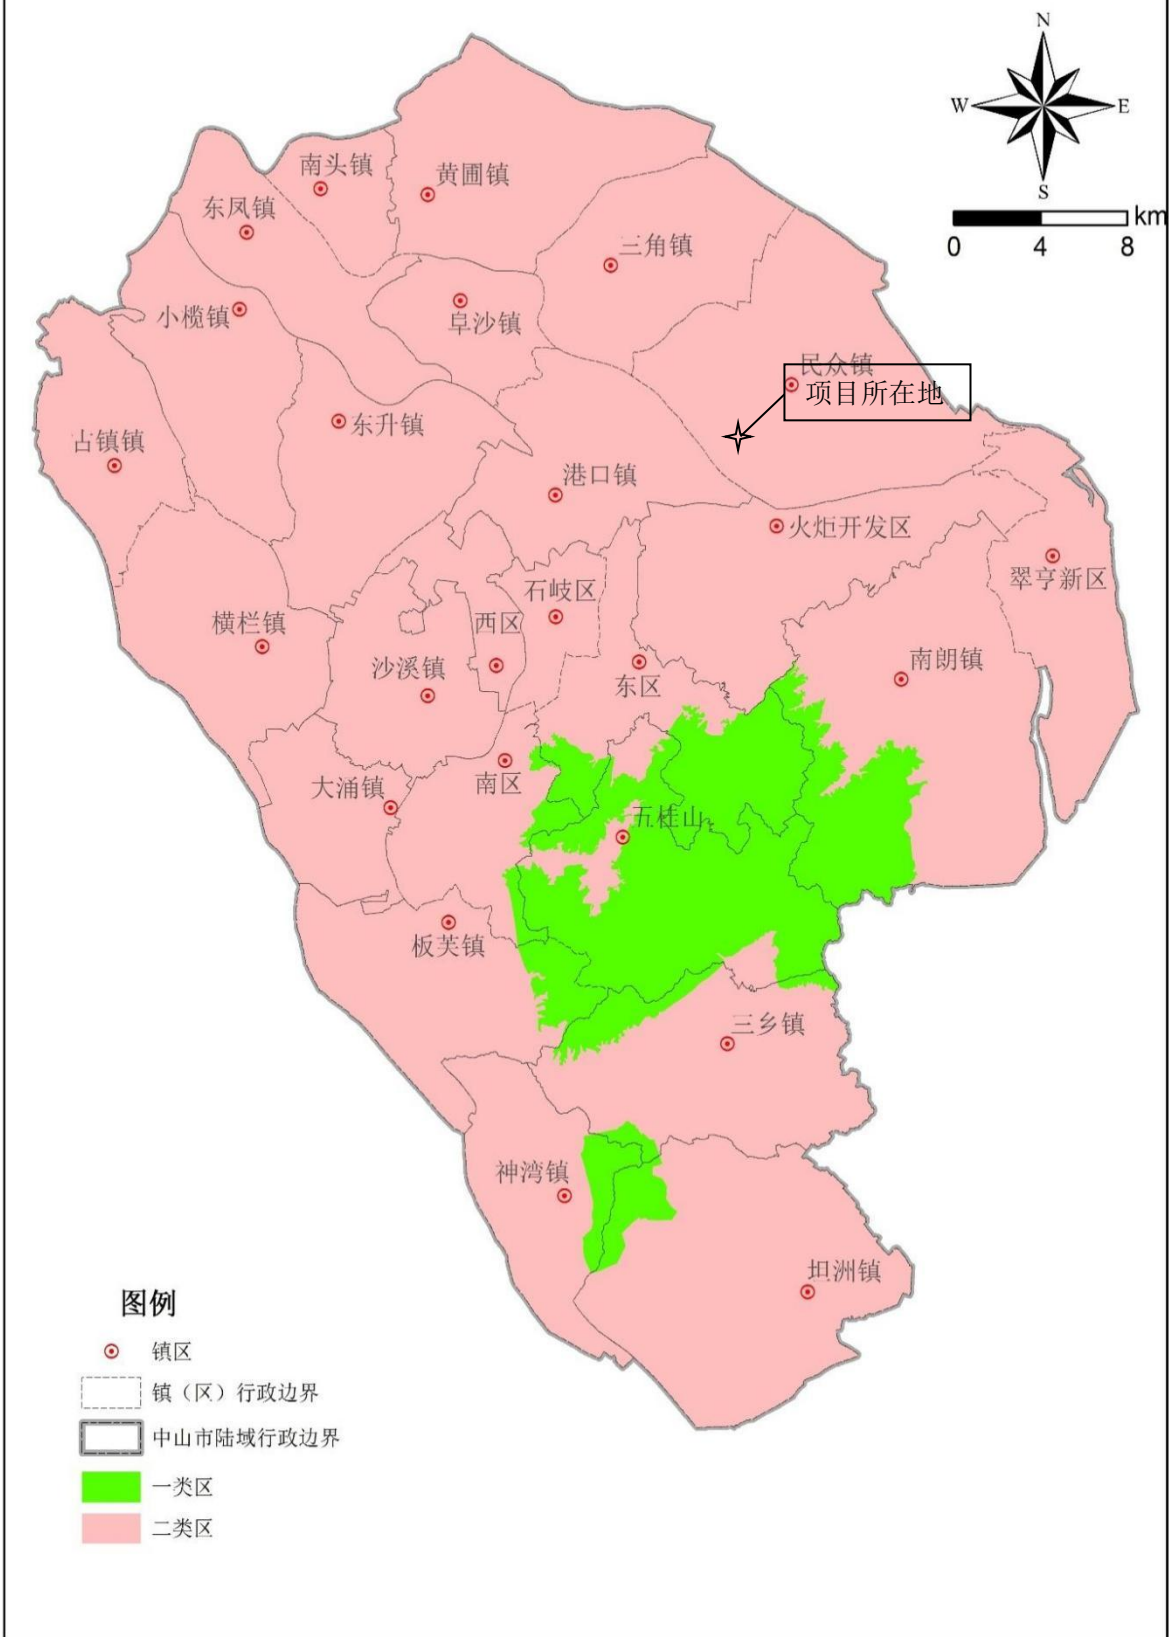 N
W
E
S
km
0 4 8
南头镇
黄圃镇
东凤镇
三角镇
小榄镇
阜沙镇
民众镇
项目所在地
古镇镇
东升镇
港口镇
火炬开发区
翠亨新区
石岐区
横栏镇
西区
沙溪镇
东区
南朗镇
南区
大涌镇
五桂山
板芙镇
三乡镇
神湾镇
坦洲镇
图例
镇区
镇（区）行政边界
中山市陆域行政边界
一类区
二类区